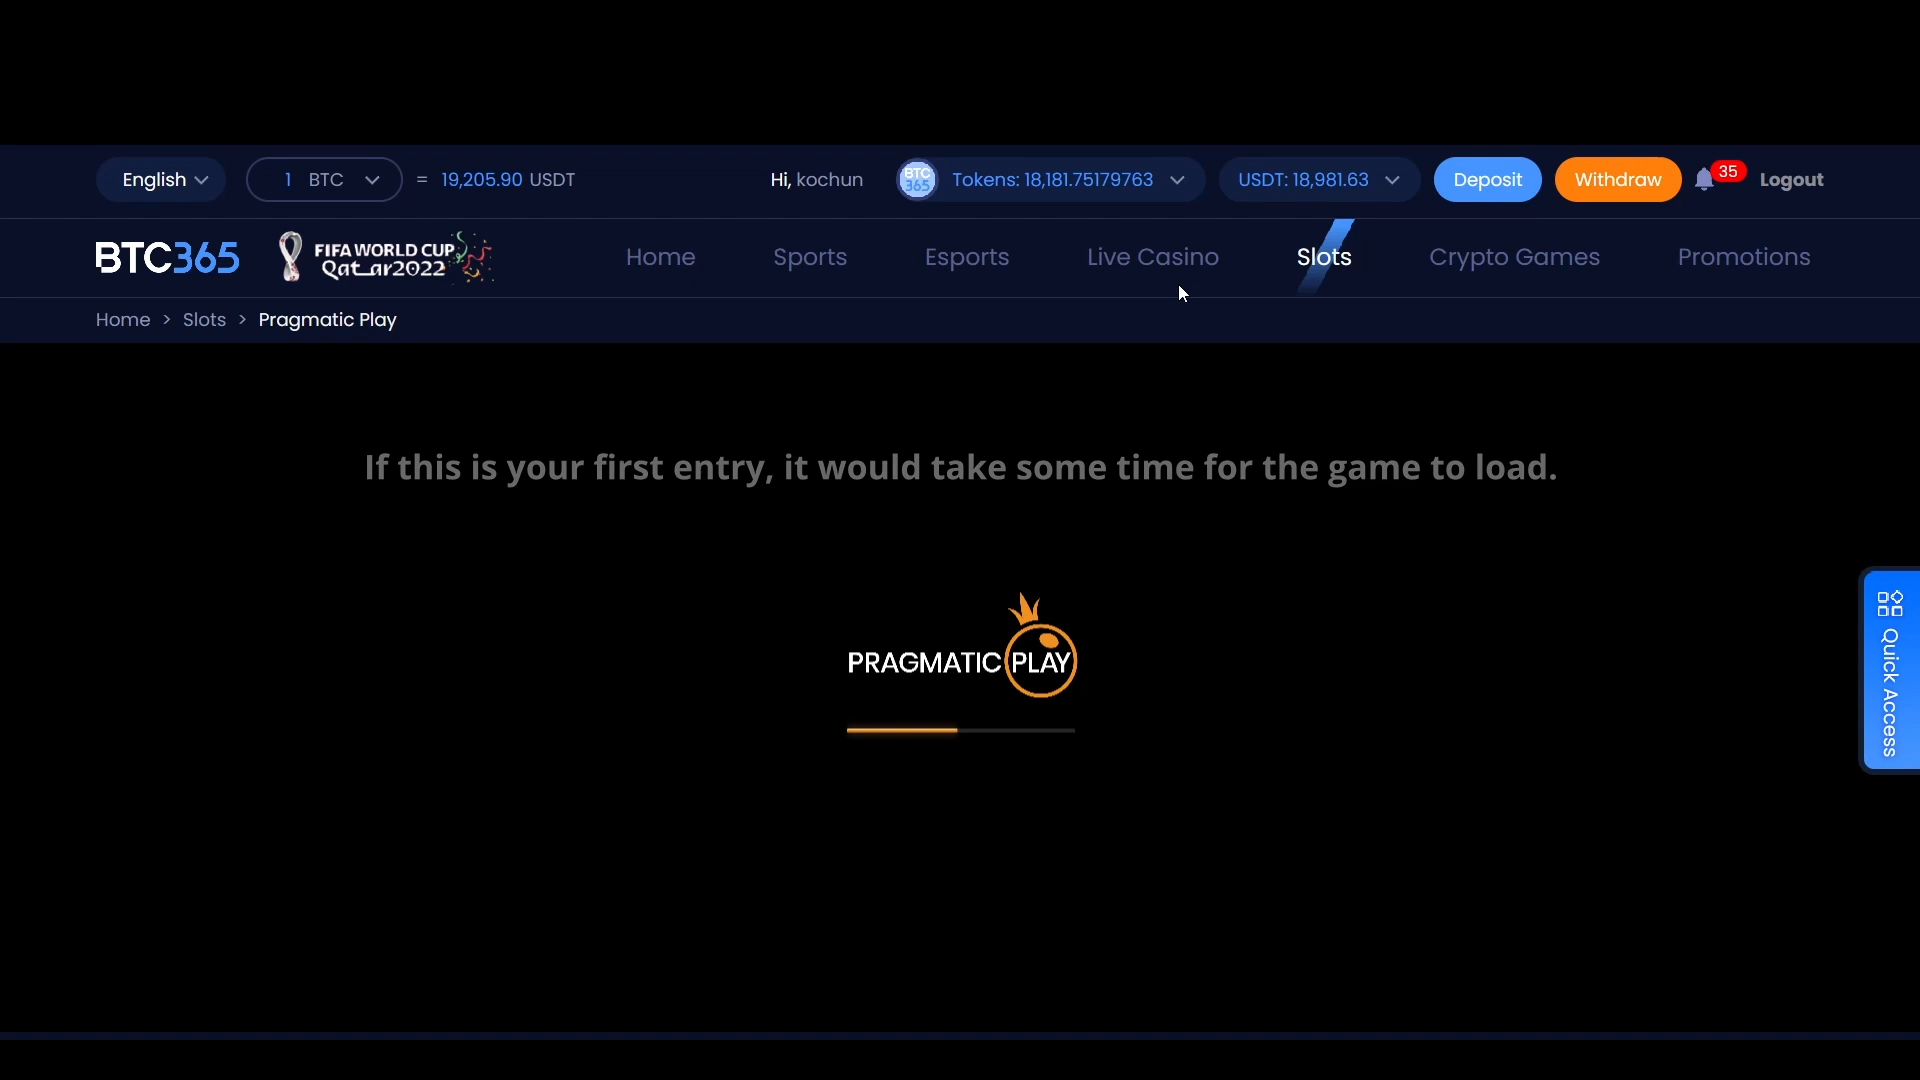 English 1 BTC = 19,205.90 USDT Hi, kochun BTC 365 Tokens: 18,181.75179763 USDT: 18,981.63 Deposit Withdraw 35 Logout
BTC365 FIFA WORLD CUP Qatar2022 Home Sports Esports Live Casino Slots Crypto Games Promotions
Home > Slots > Pragmatic Play
If this is your first entry, it would take some time for the game to load.
PRAGMATIC PLAY
Quick Access